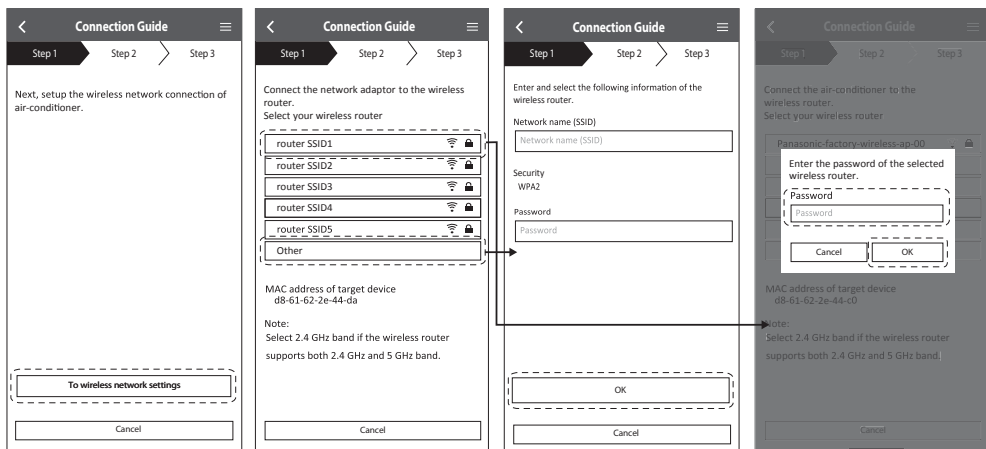 Connection Guide
Step 1
Step 2
Step 3
Next, setup the wireless network connection of
air-conditioner.
To wireless network settings
Cancel
Connection Guide
Step 1
Step 2
Step 3
Connect the network adaptor to the wireless
router.
Select your wireless router
router SSID1
router SSID2
router SSID3
router SSID4
router SSID5
Other
MAC address of target device
d8-61-62-2e-44-da
Note:
Select 2.4 GHz band if the wireless router
supports both 2.4 GHz and 5 GHz band.
Cancel
Connection Guide
Step 1
Step 2
Step 3
Enter and select the following information of the
wireless router.
Network name (SSID)
Network name (SSID)
Security
WPA2
Password
Password
OK
Cancel
Connection Guide
Step 1
Step 2
Step 3
Connect the air-conditioner to the
wireless router.
Select your wireless router
Panasonic-factory-wireless-ap-00
Enter the password of the selected
wireless router.
Password
Password
Cancel
OK
MAC address of target device
d8-61-62-2e-44-c0
Note:
Select 2.4 GHz band if the wireless router
supports both 2.4 GHz and 5 GHz band.
Cancel